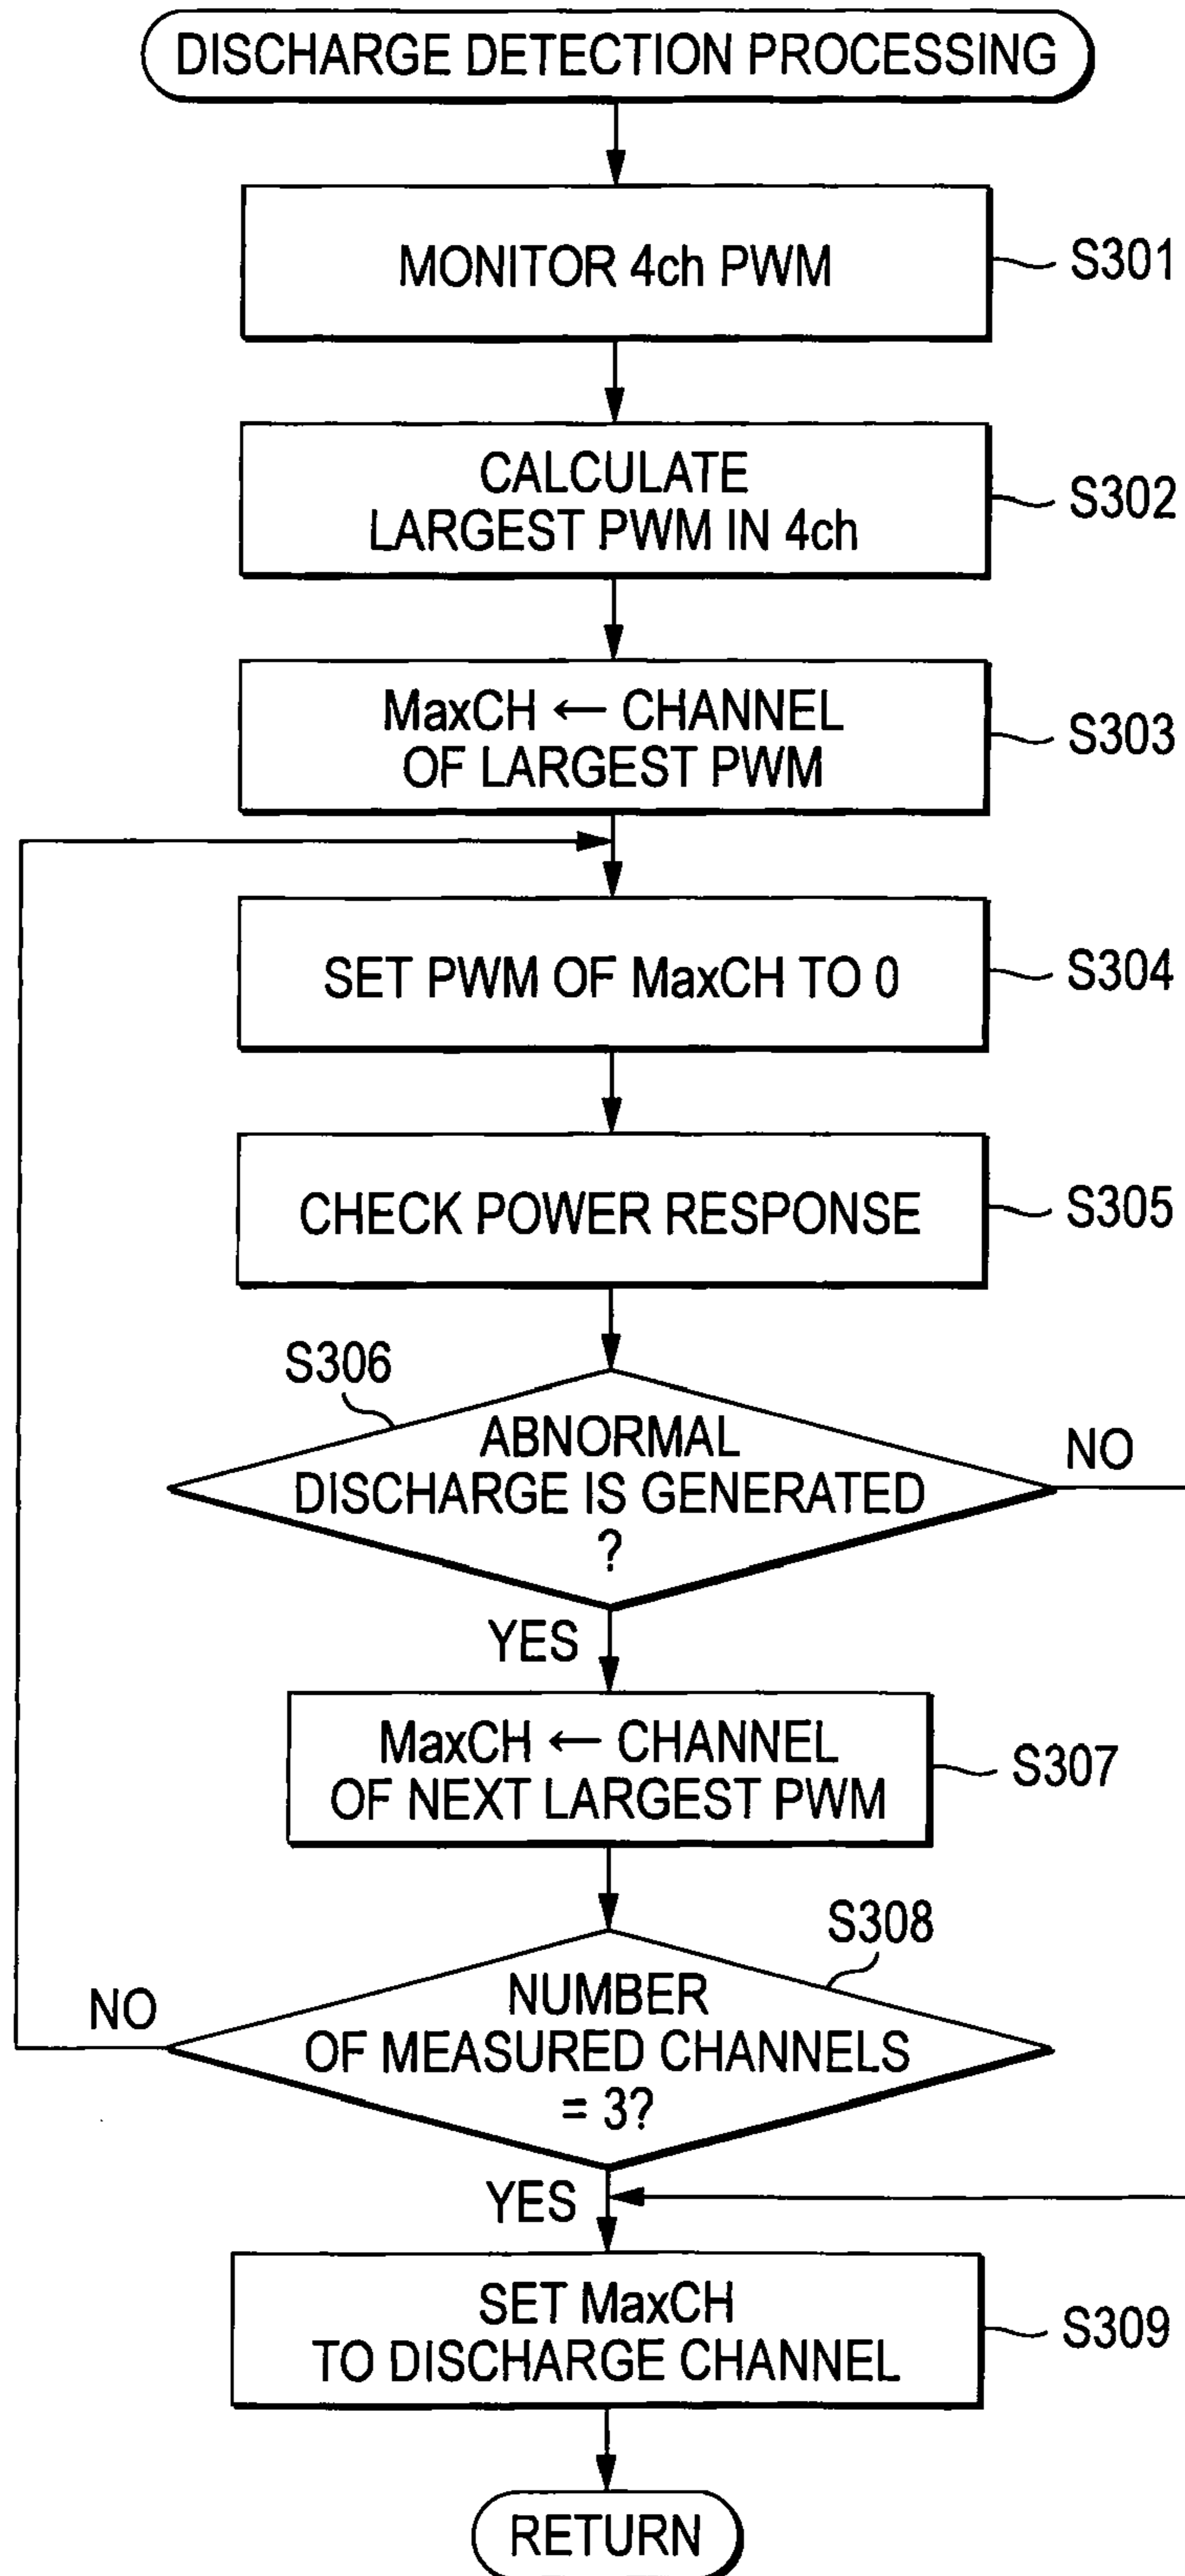 DISCHARGE DETECTION PROCESSING
MONITOR 4ch PWM
S301
CALCULATE
LARGEST PWM IN 4ch
S302
MaxCH ← CHANNEL
OF LARGEST PWM
S303
SET PWM OF MaxCH TO 0
S304
CHECK POWER RESPONSE
S305
S306
ABNORMAL
DISCHARGE IS GENERATED
?
NO
YES
MaxCH ← CHANNEL
OF NEXT LARGEST PWM
S307
S308
NUMBER
OF MEASURED CHANNELS
= 3?
NO
YES
SET MaxCH
TO DISCHARGE CHANNEL
S309
RETURN